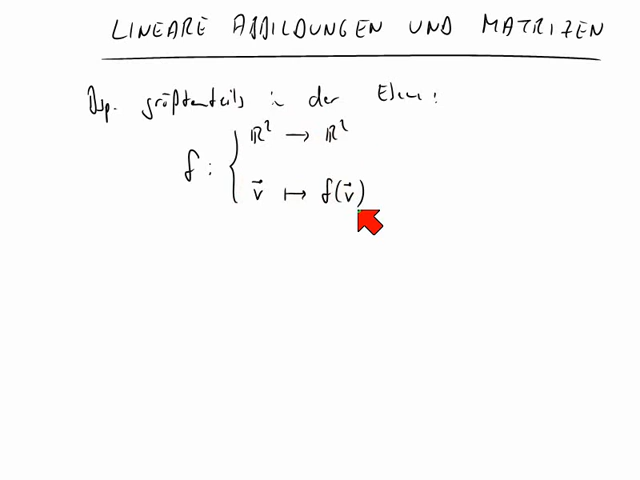 LINEARE ABBILDUNGEN UND MATRIZEN
Bsp. größtenteils in der Ebene:
f: { ℝ² → ℝ²
v⃗ ↦ f(v⃗)